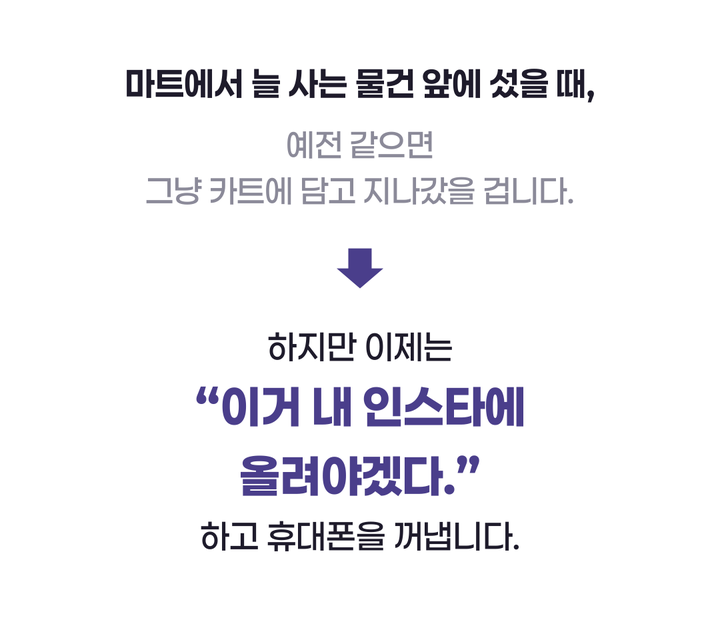 마트에서 늘 사는 물건 앞에 섰을 때,
예전 같으면
그냥 카트에 담고 지나갔을 겁니다.
하지만 이제는
“이거 내 인스타에
올려야겠다.”
하고 휴대폰을 꺼냅니다.